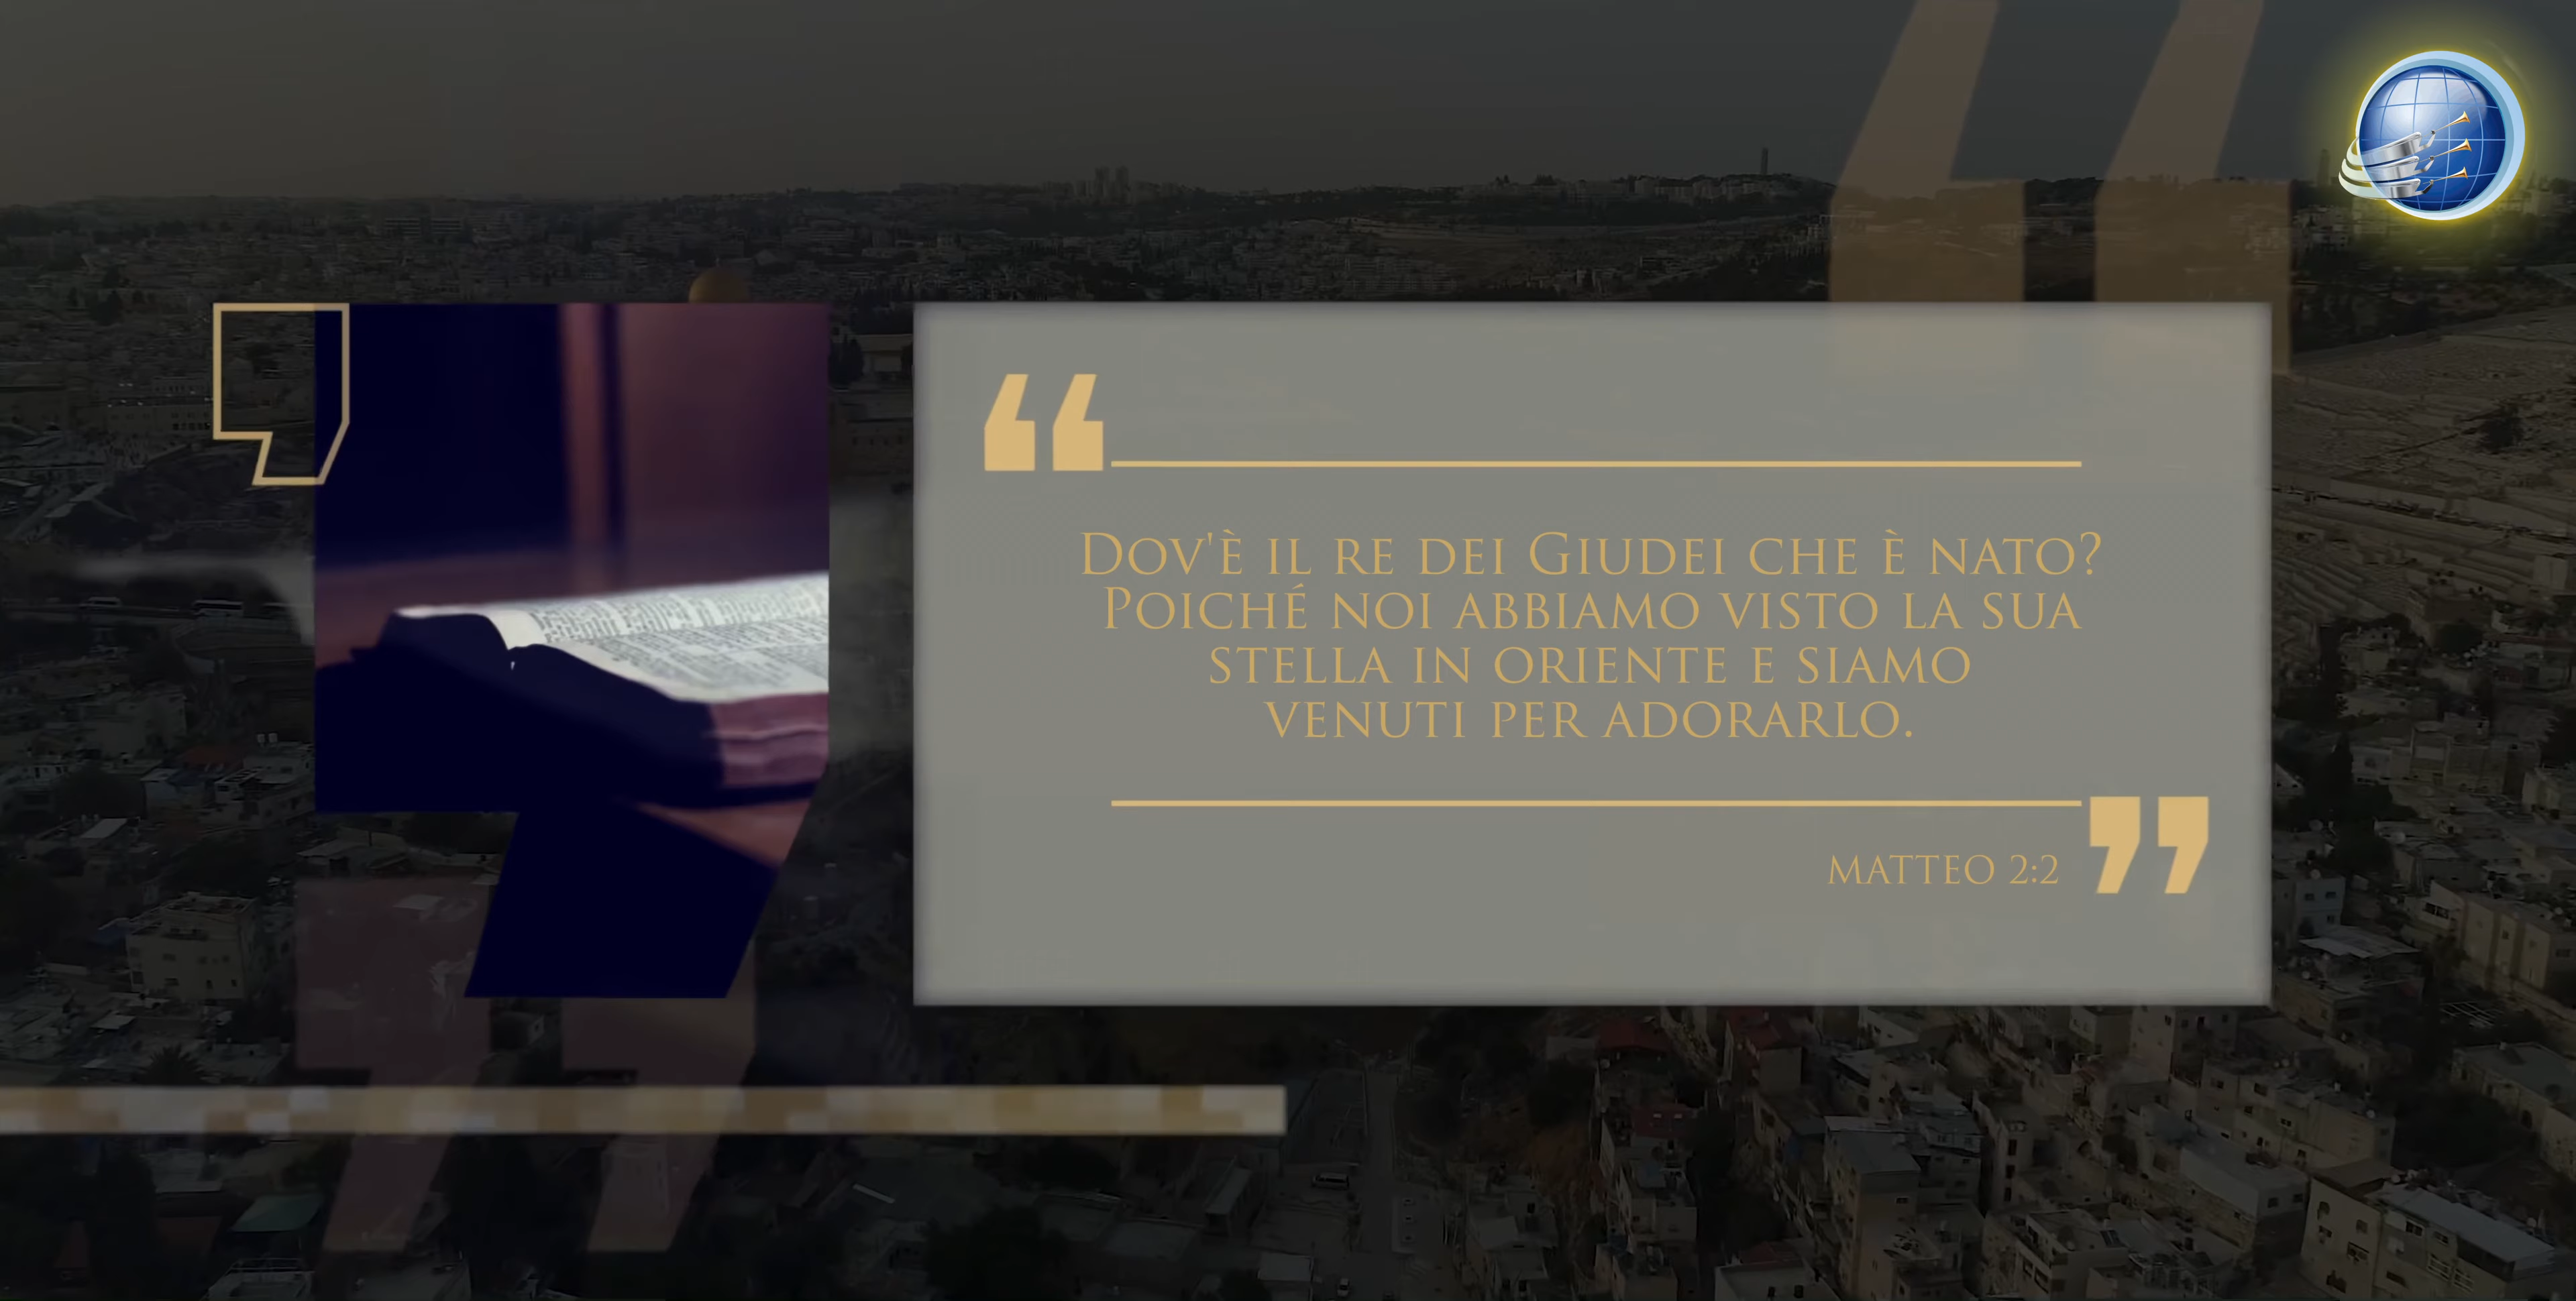 Dov'è il re dei Giudei che è nato?
Poiché noi abbiamo visto la sua
stella in oriente e siamo
venuti per adorarlo.
Matteo 2:2